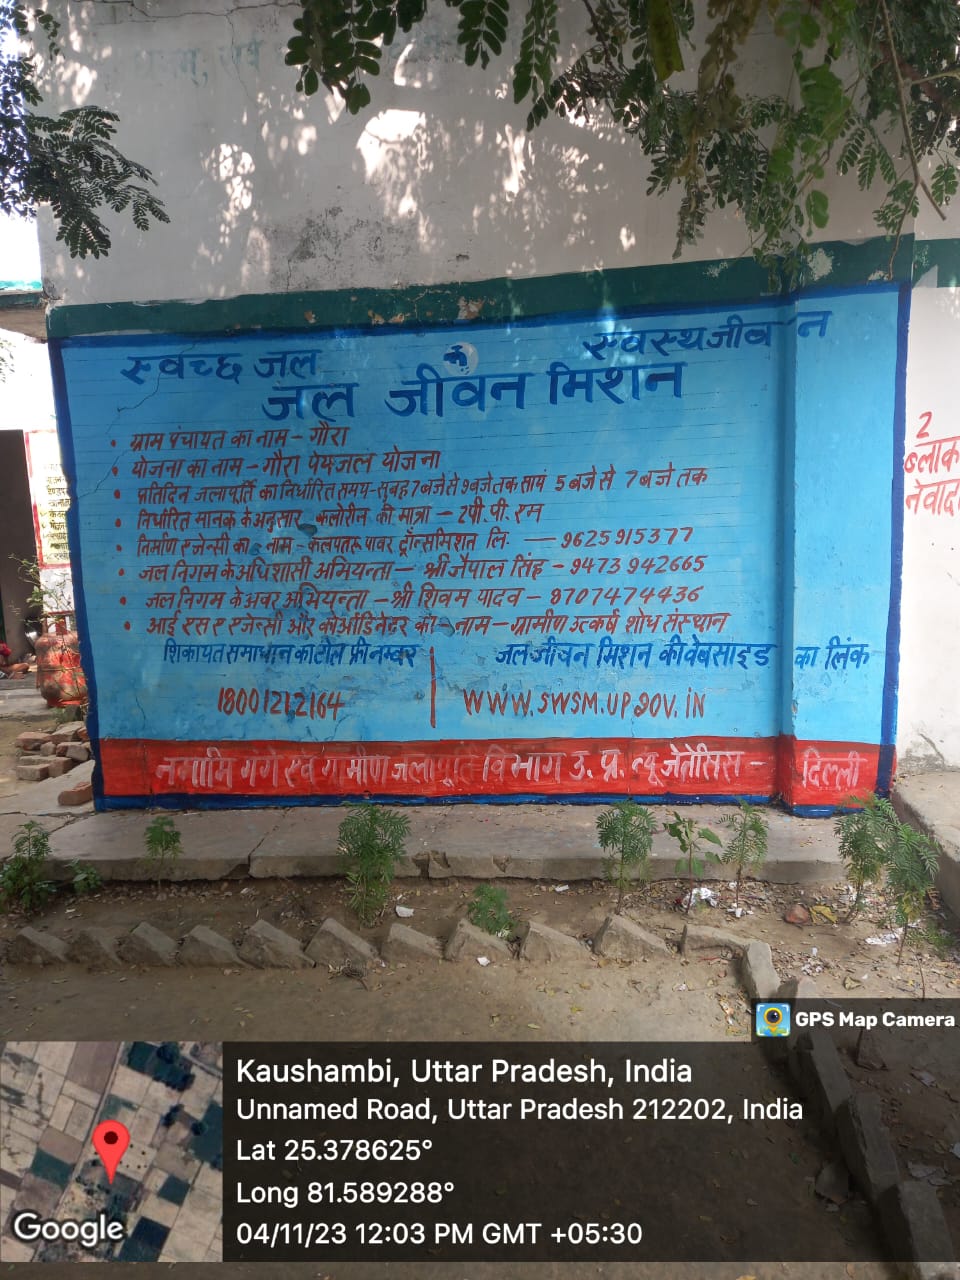 स्वच्छ जल स्वस्थ जीवन
जल जीवन मिशन
• ग्राम पंचायत का नाम - गौरा
• योजना का नाम - गौरा पेयजल योजना
• प्रतिदिन जलापूर्ति का निर्धारित समय - सुबह 7 बजे से 9 बजे तक सायं 5 बजे से 7 बजे तक
• निर्धारित मानक के अनुसार कलोरीन की मात्रा - 2 पी. पी. एम
• निर्माण एजेन्सी का नाम - कलपतरू पावर ट्रॉन्समिशन लि. - 9625915377
• जल निगम के अधिशासी अभियन्ता - श्री जैपाल सिंह - 9473942665
• जल निगम के अवर अभियन्ता - श्री शिवम यादव - 8707474436
• आई एस ए एजेन्सी और कोऑडिनेटर का - नाम - ग्रामीण उत्कर्ष शोध संस्थान
शिकायत समाधान का टोल फ्री नम्बर
18001212164
जल जीवन मिशन की वेबसाइड का लिंक
WWW.SWSM.UP.GOV.IN
नमामि गंगे एवं ग्रामीण जलापूर्ति विभाग उ. प्र. न्यू जेनेसिस - दिल्ली
2
ब्लाक
नेवादा
GPS Map Camera
Kaushambi, Uttar Pradesh, India
Unnamed Road, Uttar Pradesh 212202, India
Lat 25.378625°
Long 81.589288°
04/11/23 12:03 PM GMT +05:30
Google